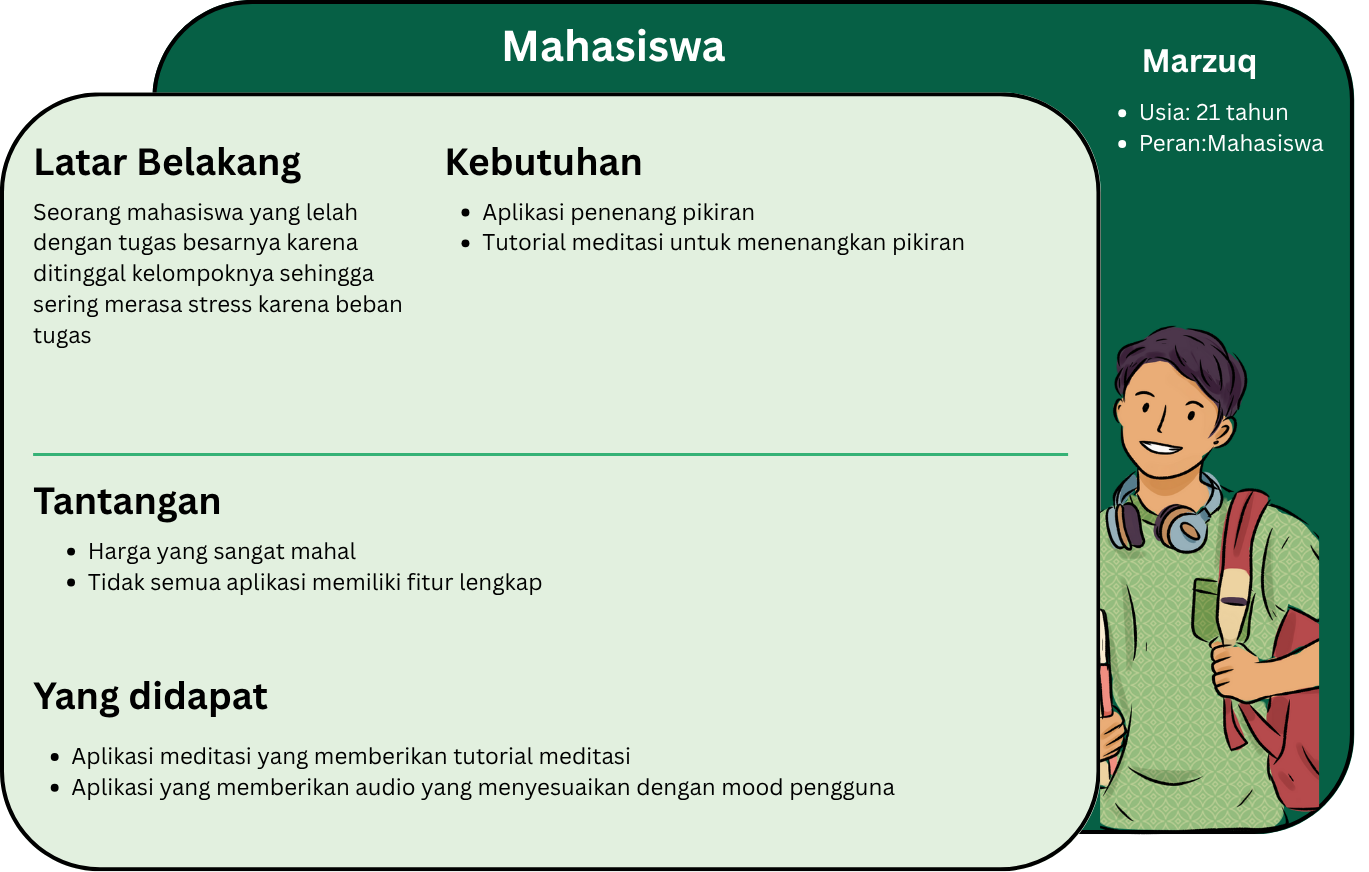 Mahasiswa
Marzuq
• Usia: 21 tahun
• Peran:Mahasiswa
Latar Belakang
Seorang mahasiswa yang lelah
dengan tugas besarnya karena
ditinggal kelompoknya sehingga
sering merasa stress karena beban
tugas
Kebutuhan
• Aplikasi penenang pikiran
• Tutorial meditasi untuk menenangkan pikiran
Tantangan
• Harga yang sangat mahal
• Tidak semua aplikasi memiliki fitur lengkap
Yang didapat
• Aplikasi meditasi yang memberikan tutorial meditasi
• Aplikasi yang memberikan audio yang menyesuaikan dengan mood pengguna